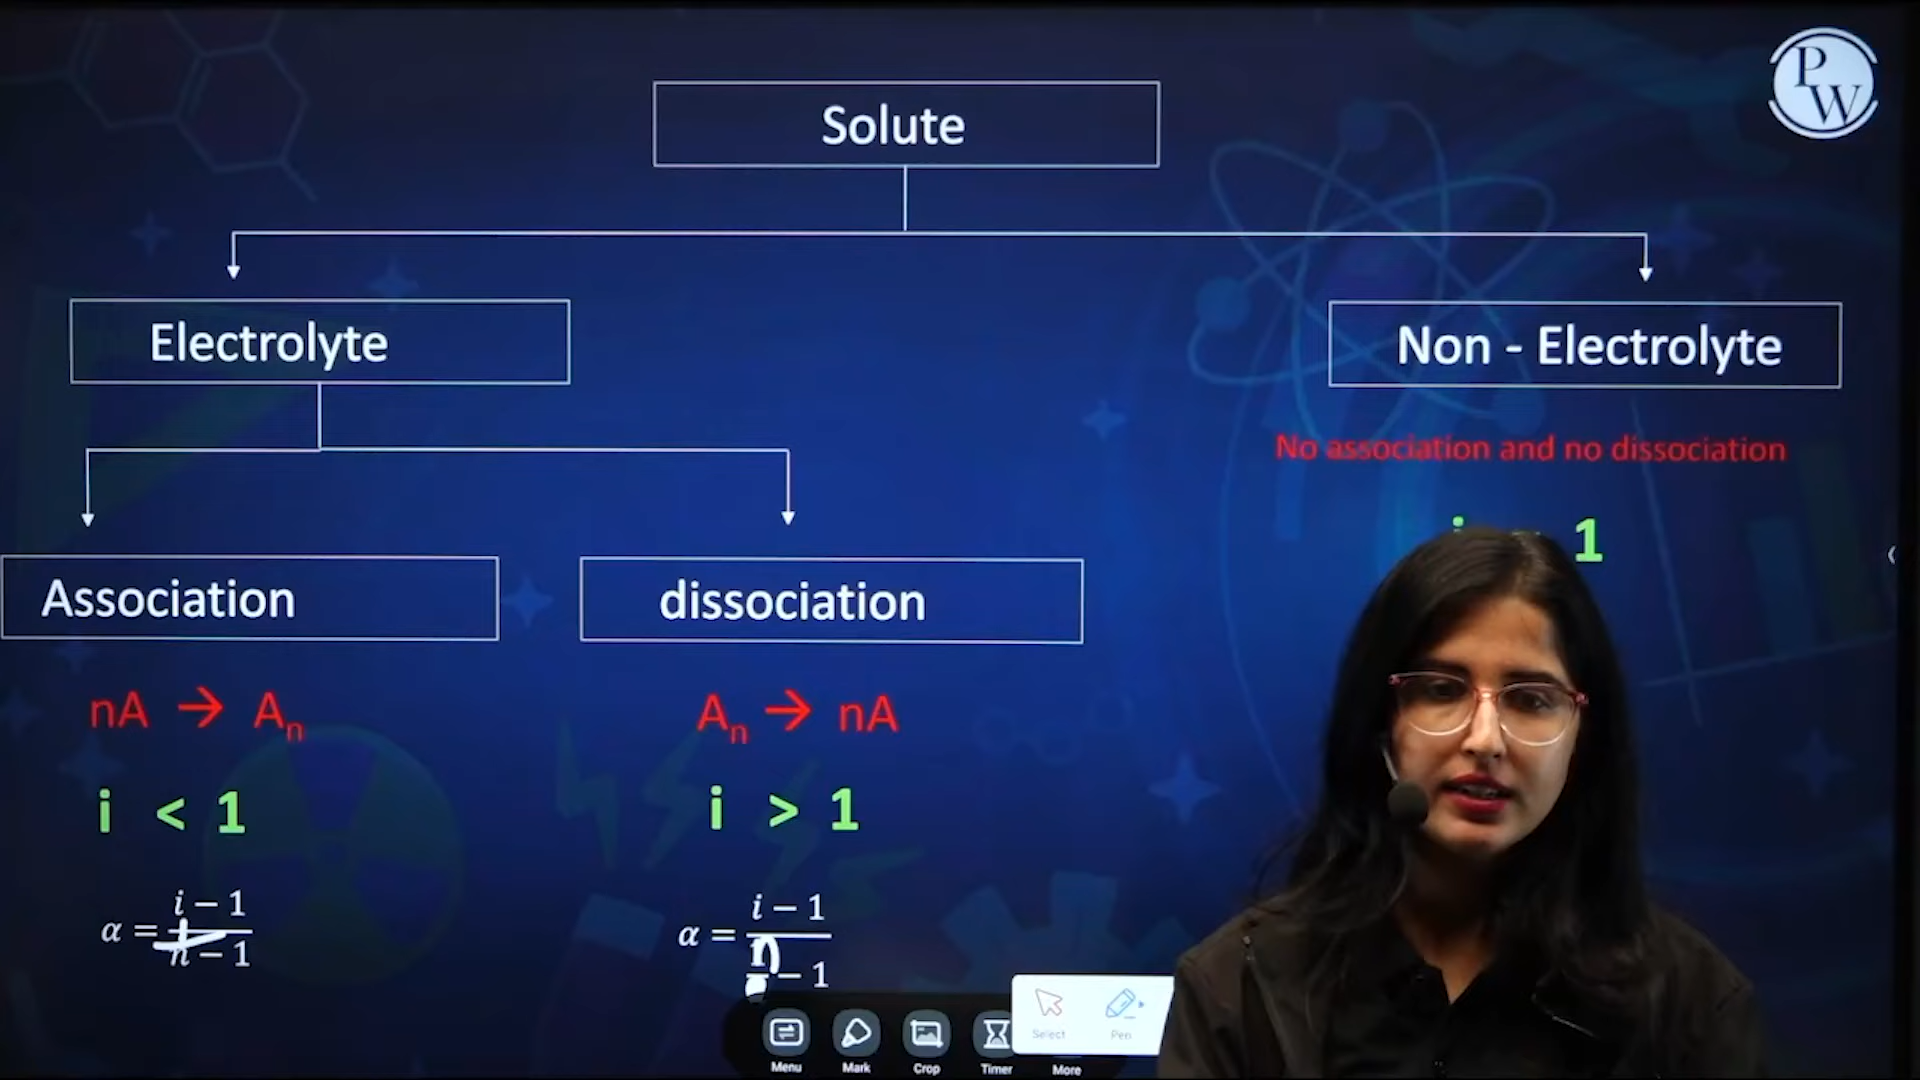 P W
Solute
Electrolyte
Non - Electrolyte
No association and no dissociation
1
Association
dissociation
nA → Aₙ
Aₙ → nA
i < 1
i > 1
α = (i − 1)/(n − 1)
α = (i − 1)/(n − 1)
Select
Pen
Menu
Mark
Crop
Timer
More